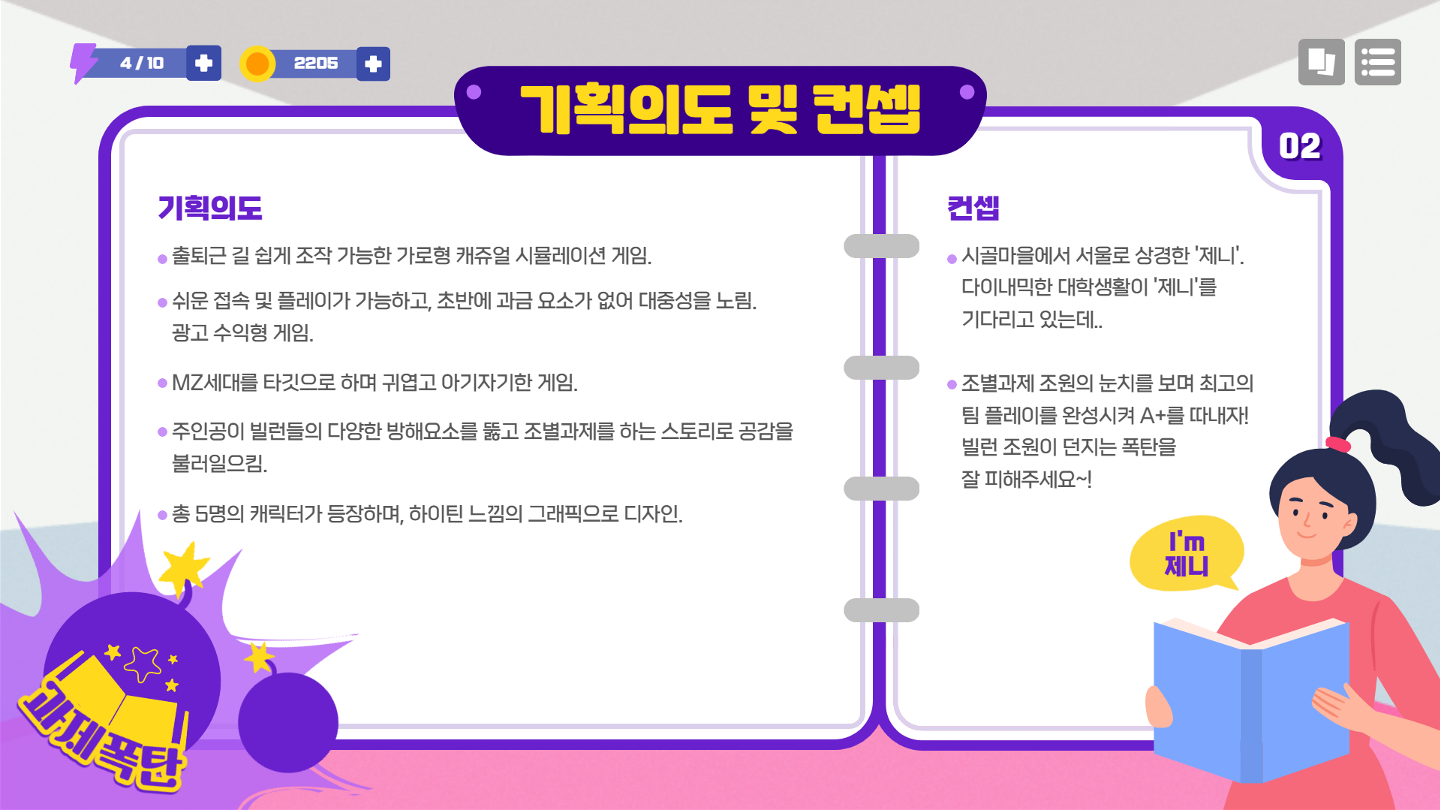 4 / 10
2205
기획의도 및 컨셉
02
기획의도
출퇴근 길 쉽게 조작 가능한 가로형 캐쥬얼 시뮬레이션 게임.
쉬운 접속 및 플레이가 가능하고, 초반에 과금 요소가 없어 대중성을 노림.
광고 수익형 게임.
MZ세대를 타깃으로 하며 귀엽고 아기자기한 게임.
주인공이 빌런들의 다양한 방해요소를 뚫고 조별과제를 하는 스토리로 공감을
불러일으킴.
총 5명의 캐릭터가 등장하며, 하이틴 느낌의 그래픽으로 디자인.
컨셉
시골마을에서 서울로 상경한 '제니'.
다이내믹한 대학생활이 '제니'를
기다리고 있는데..
조별과제 조원의 눈치를 보며 최고의
팀 플레이를 완성시켜 A+를 따내자!
빌런 조원이 던지는 폭탄을
잘 피해주세요~!
I'm
제니
과제폭탄